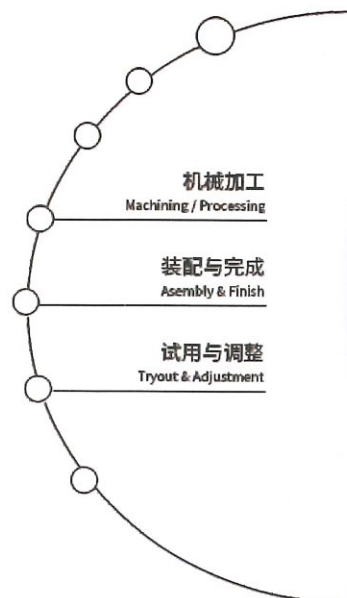 机械加工
Machining / Processing
装配与完成
Asembly & Finish
试用与调整
Tryout & Adjustment